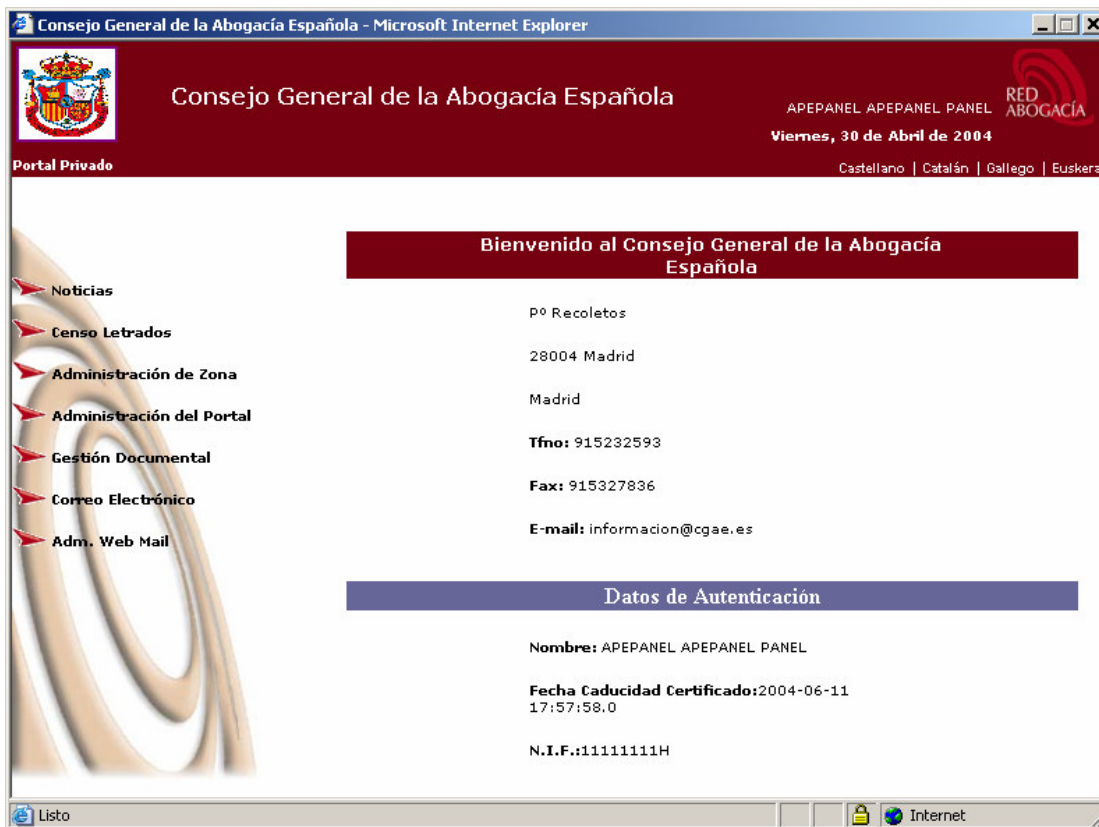 Consejo General de la Abogacía Española - Microsoft Internet Explorer
Consejo General de la Abogacía Española
APEPANEL APEPANEL PANEL
RED
ABOGACÍA
Viernes, 30 de Abril de 2004
Portal Privado
Castellano | Catalán | Gallego | Euskera
Bienvenido al Consejo General de la Abogacía
Española
Noticias
Censo Letrados
Administración de Zona
Administración del Portal
Gestión Documental
Correo Electrónico
Adm. Web Mail
Pº Recoletos
28004 Madrid
Madrid
Tfno: 915232593
Fax: 915327836
E-mail: informacion@cgae.es
Datos de Autenticación
Nombre: APEPANEL APEPANEL PANEL
Fecha Caducidad Certificado:2004-06-11
17:57:58.0
N.I.F.:11111111H
Listo
Internet